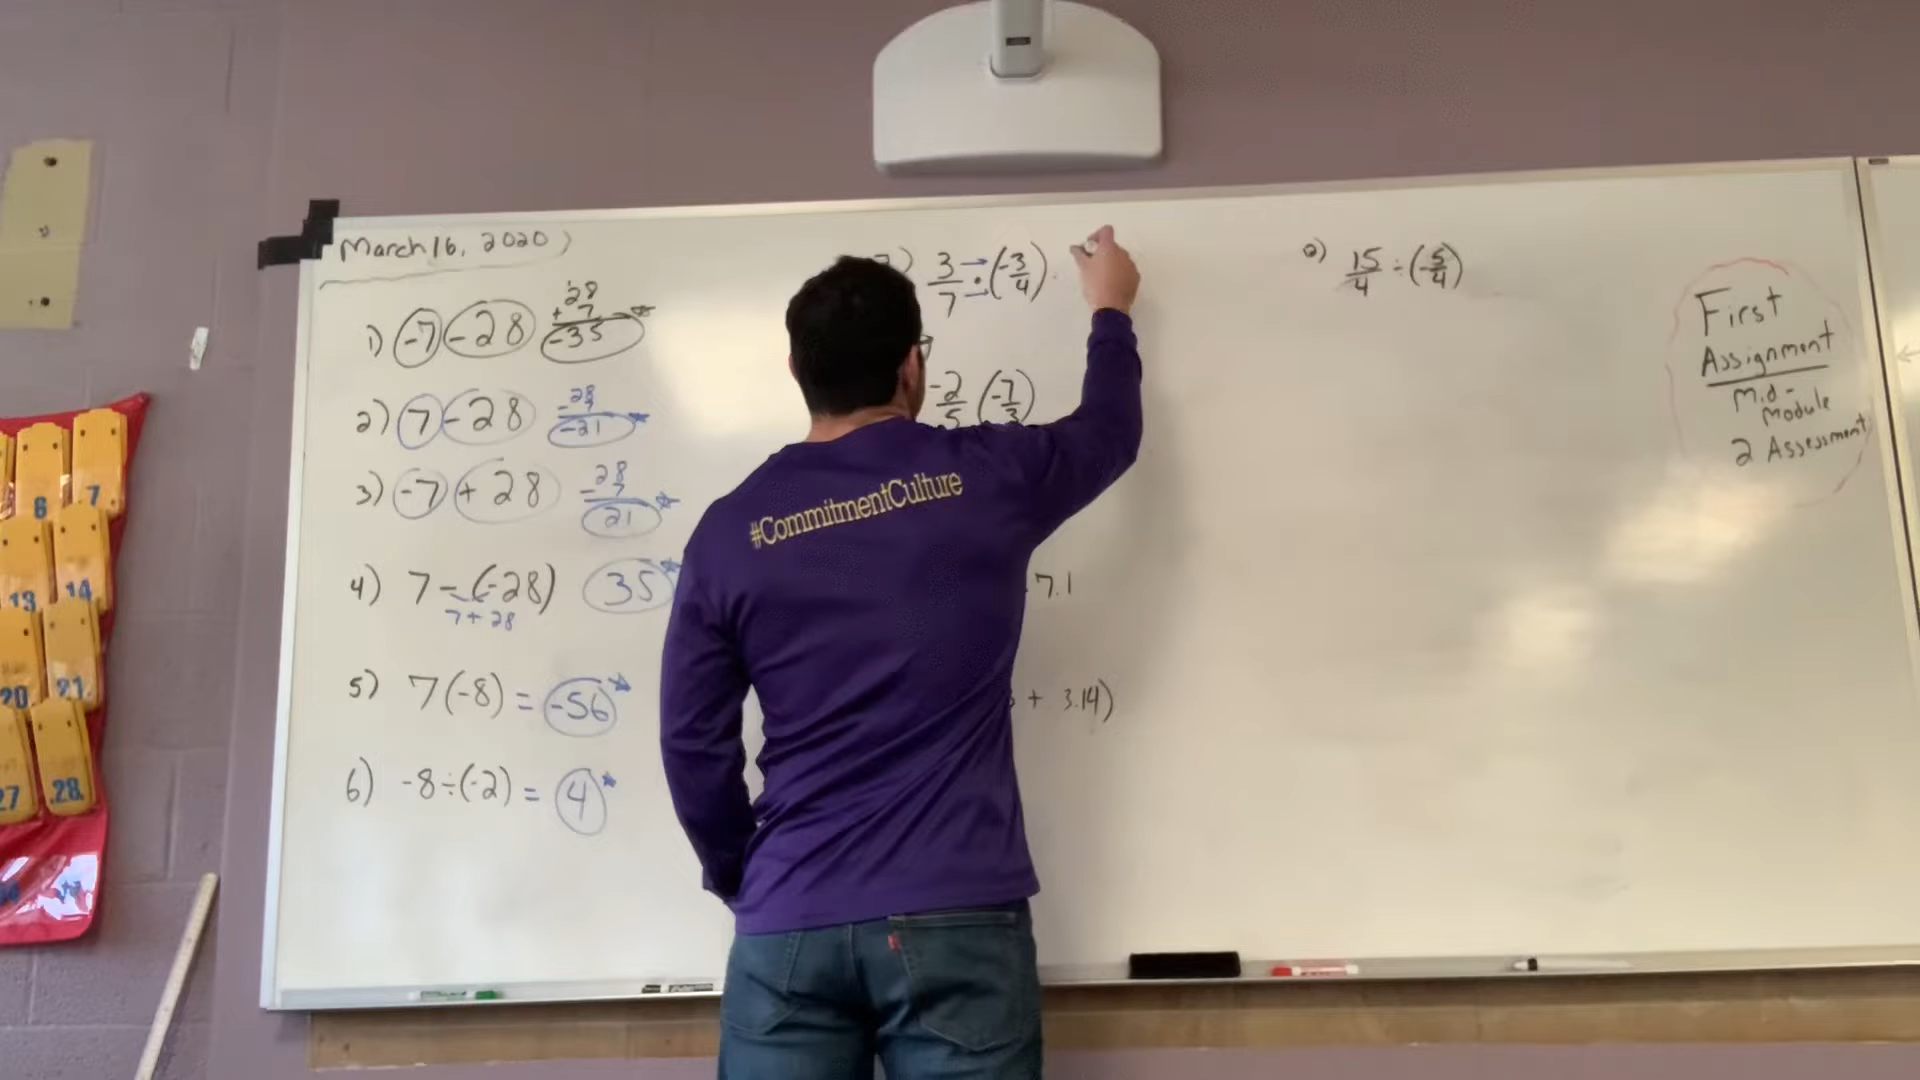 March 16, 2020
1) -7 - 28
28
+ 7
-35
2) 7 - 28
28
- 7
-21
3) -7 + 28
28
- 7
21
4) 7 - (-28) 35
7 + 28
5) 7(-8) = -56
6) -8 ÷ (-2) = 4
7) 3/7 · (-3/4)
-2/5 (-7/3)
7.1
+ 3.14)
15/4 ÷ (-5/4)
First
Assignment
Mid-
Module
2 Assessment
#CommitmentCulture
6
7
13
14
20
21
27
28